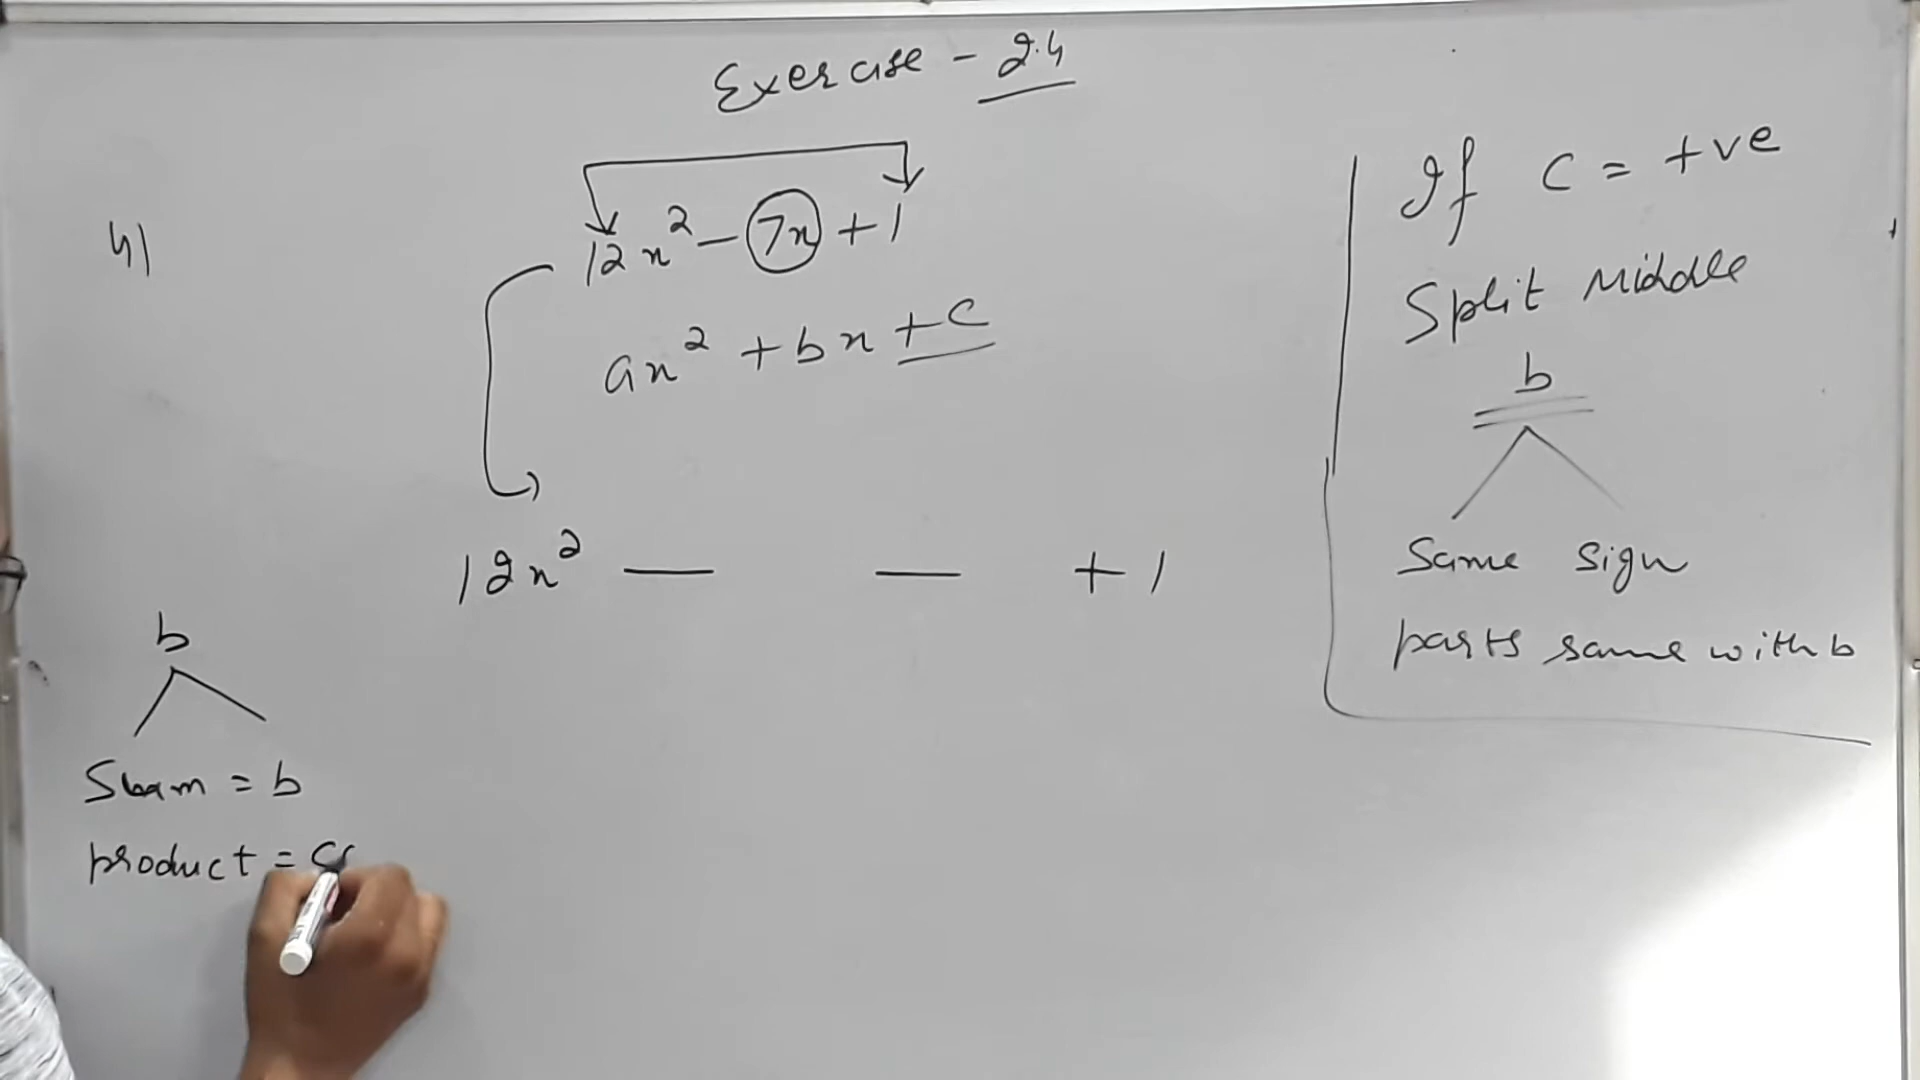 Exercise - 2.4
4)
12x² - 7x + 1
ax² + bx + c
12x² — — + 1
b
Sum = b
product =
If c = +ve
Split Middle
b
Same sign
parts same with b